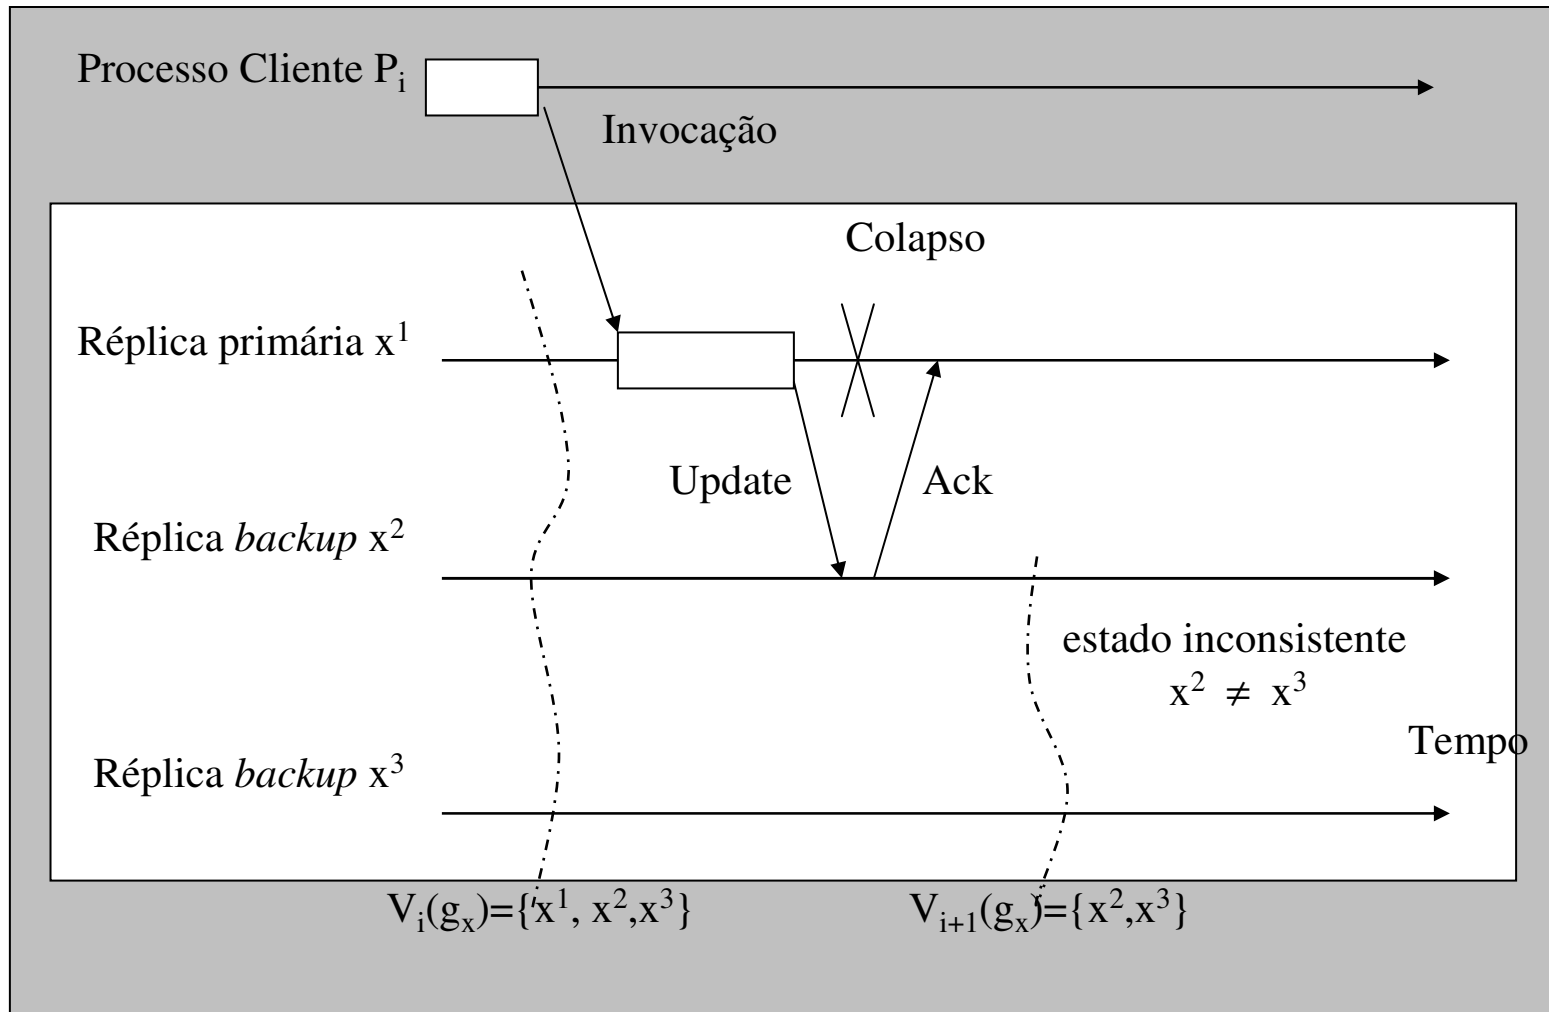 Processo Cliente Pᵢ
Invocação
Colapso
Réplica primária x¹
Update
Ack
Réplica backup x²
estado inconsistente
x² ≠ x³
Tempo
Réplica backup x³
Vᵢ(gₓ)={x¹, x²,x³}
Vᵢ₊₁(gₓ)={x²,x³}